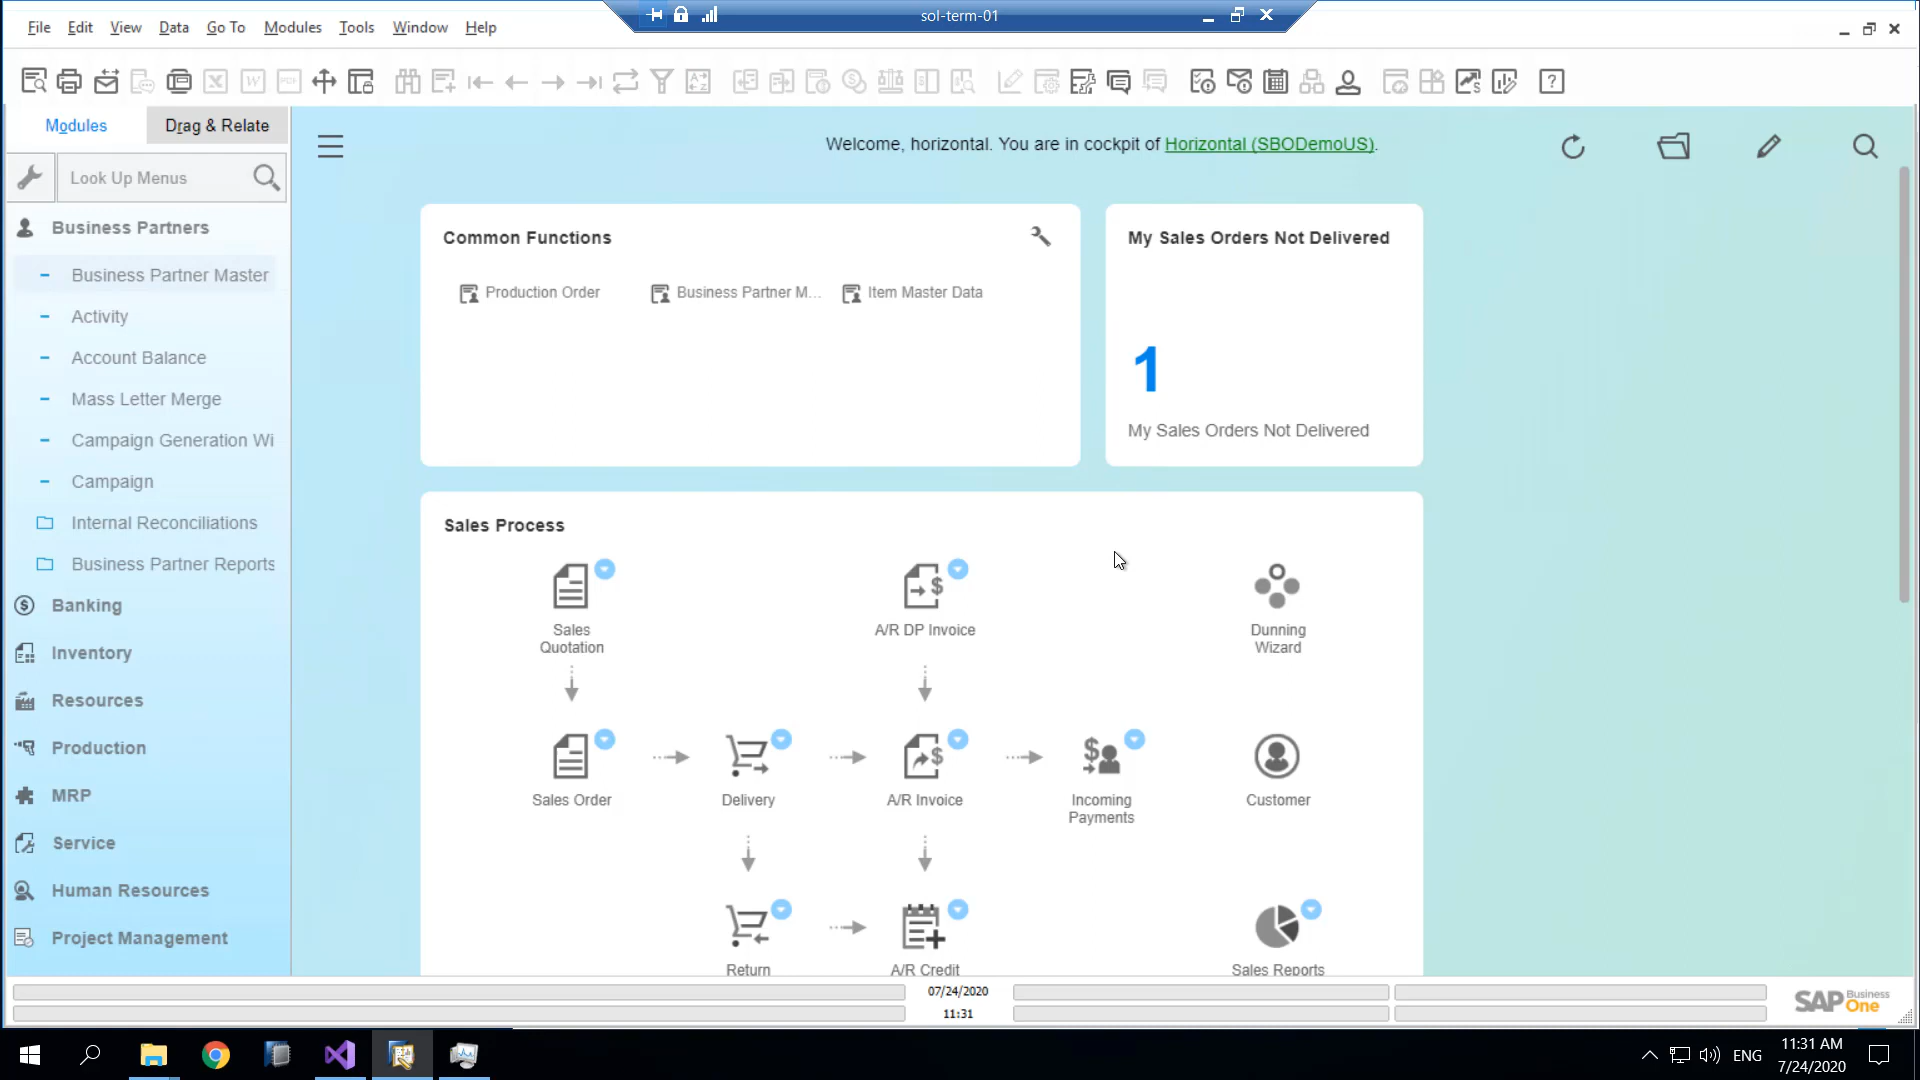 sol-term-01
File Edit View Data Go To Modules Tools Window Help
Modules Drag & Relate
Look Up Menus
Business Partners
Business Partner Master
Activity
Account Balance
Mass Letter Merge
Campaign Generation Wi
Campaign
Internal Reconciliations
Business Partner Reports
Banking
Inventory
Resources
Production
MRP
Service
Human Resources
Project Management
Welcome, horizontal. You are in cockpit of Horizontal (SBODemoUS).
Common Functions
Production Order Business Partner M... Item Master Data
My Sales Orders Not Delivered
1
My Sales Orders Not Delivered
Sales Process
Sales
Quotation
A/R DP Invoice
Dunning
Wizard
Sales Order
Delivery
A/R Invoice
Incoming
Payments
Customer
Return
A/R Credit
Sales Reports
07/24/2020
11:31
SAP Business
One
ENG
11:31 AM
7/24/2020